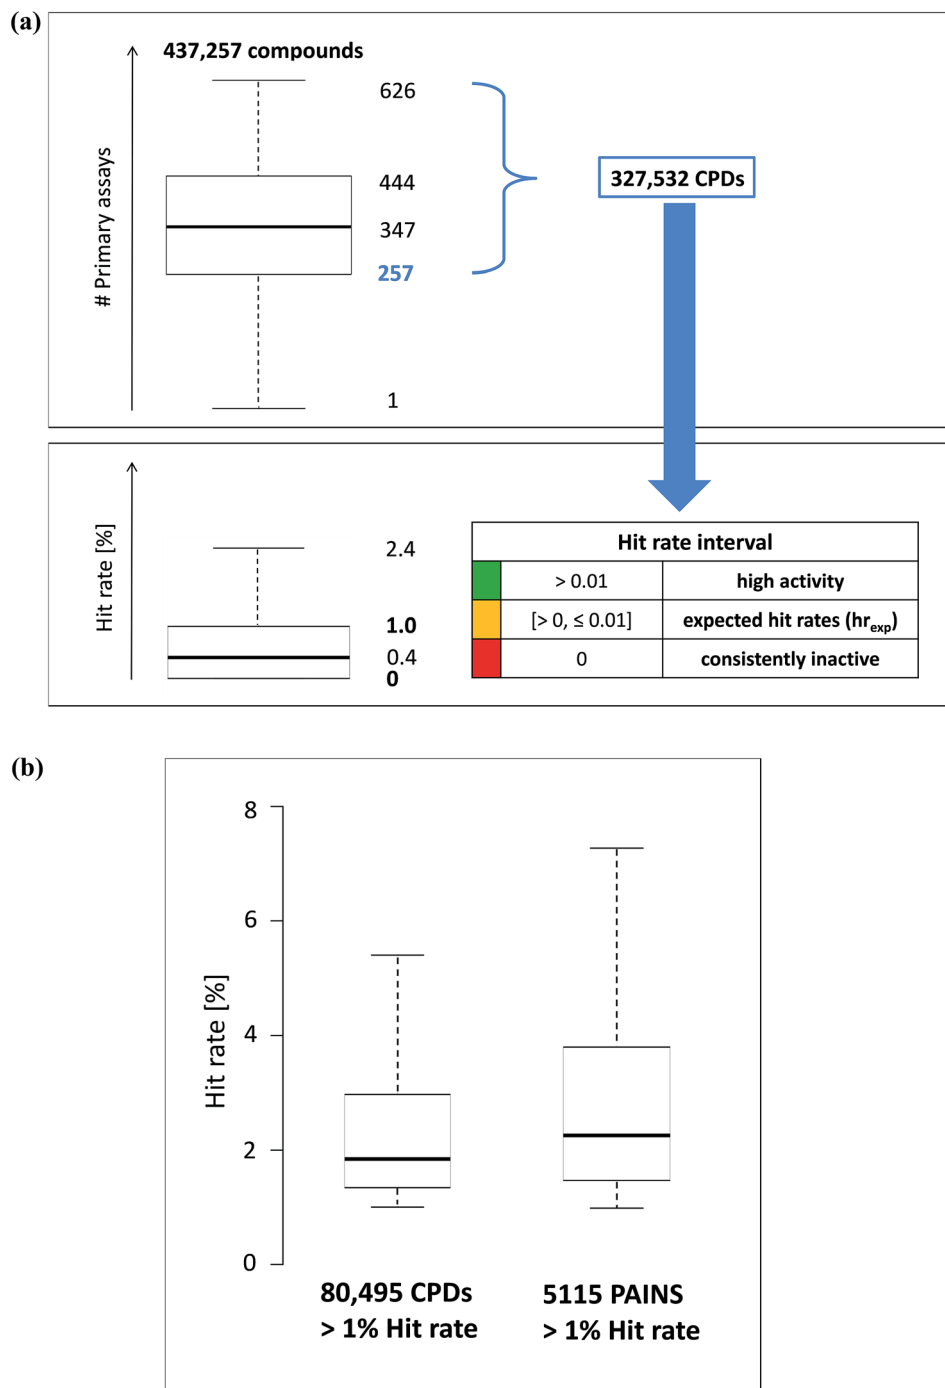 (a)
437,257 compounds
# Primary assays
626
444
347
257
1
327,532 CPDs
Hit rate [%]
2.4
1.0
0.4
0
Hit rate interval
> 0.01 high activity
[> 0, ≤ 0.01] expected hit rates (hrexp)
0 consistently inactive
(b)
Hit rate [%]
8
6
4
2
0
80,495 CPDs
> 1% Hit rate
5115 PAINS
> 1% Hit rate